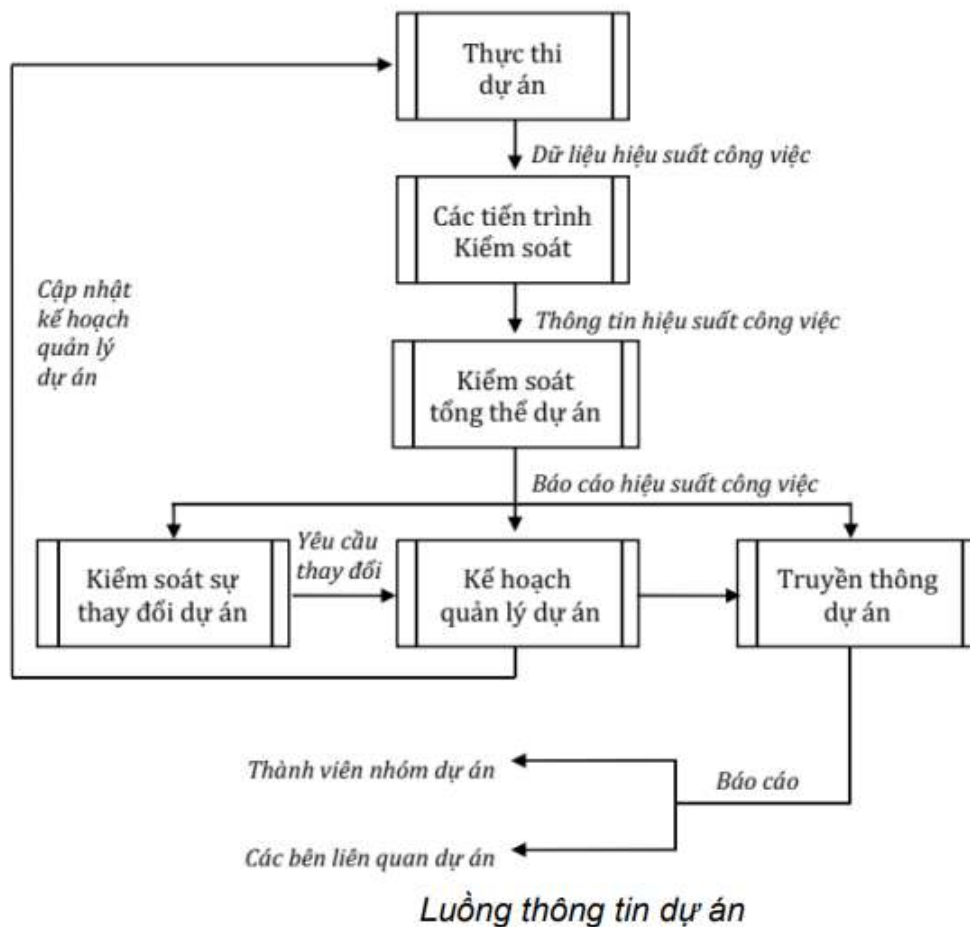 Thực thi
dự án
Dữ liệu hiệu suất công việc
Các tiến trình
Kiểm soát
Cập nhật
kế hoạch
quản lý
dự án
Thông tin hiệu suất công việc
Kiểm soát
tổng thể dự án
Báo cáo hiệu suất công việc
Yêu cầu
thay đổi
Kiểm soát sự
thay đổi dự án
Kế hoạch
quản lý dự án
Truyền thông
dự án
Thành viên nhóm dự án
Báo cáo
Các bên liên quan dự án
Luồng thông tin dự án